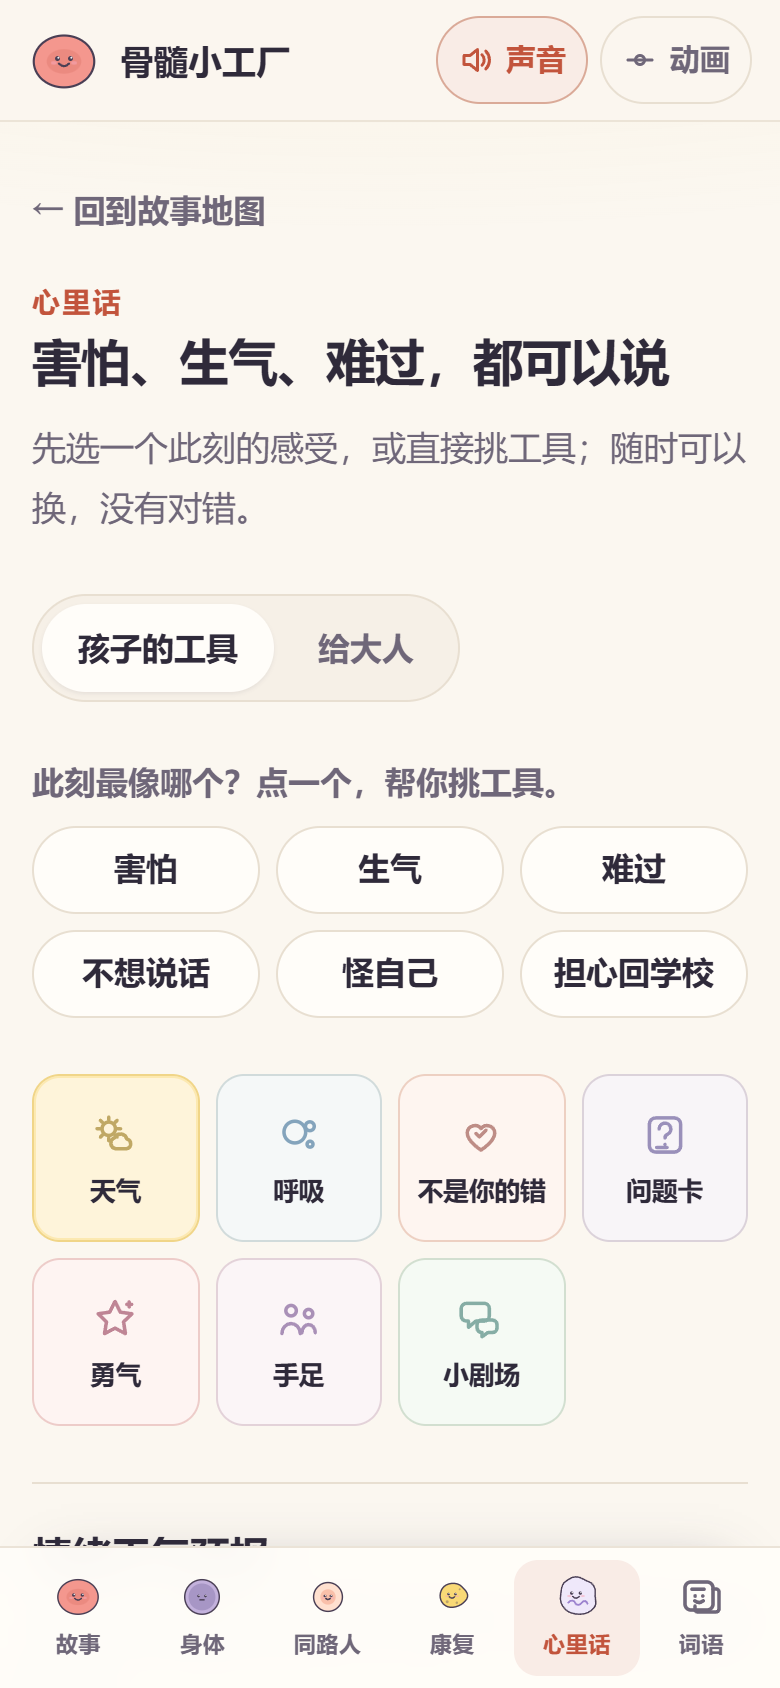 骨髓小工厂
声音
动画
← 回到故事地图
心里话
害怕、生气、难过，都可以说
先选一个此刻的感受，或直接挑工具；随时可以
换，没有对错。
孩子的工具
给大人
此刻最像哪个？点一个，帮你挑工具。
害怕
生气
难过
不想说话
怪自己
担心回学校
天气
呼吸
不是你的错
问题卡
勇气
手足
小剧场
故事
身体
同路人
康复
心里话
词语